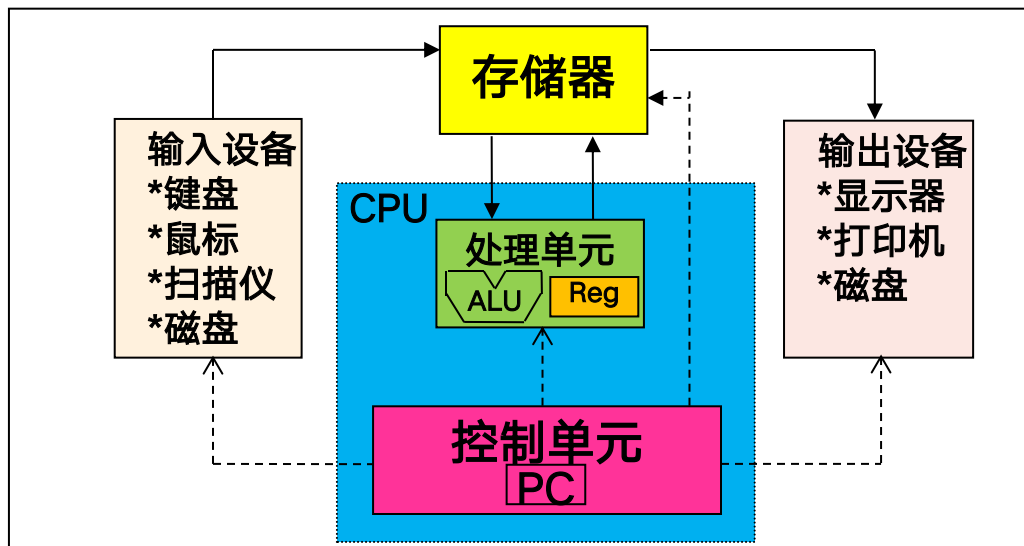 存储器
输入设备
*键盘
*鼠标
*扫描仪
*磁盘
CPU
处理单元
ALU
Reg
控制单元
PC
输出设备
*显示器
*打印机
*磁盘